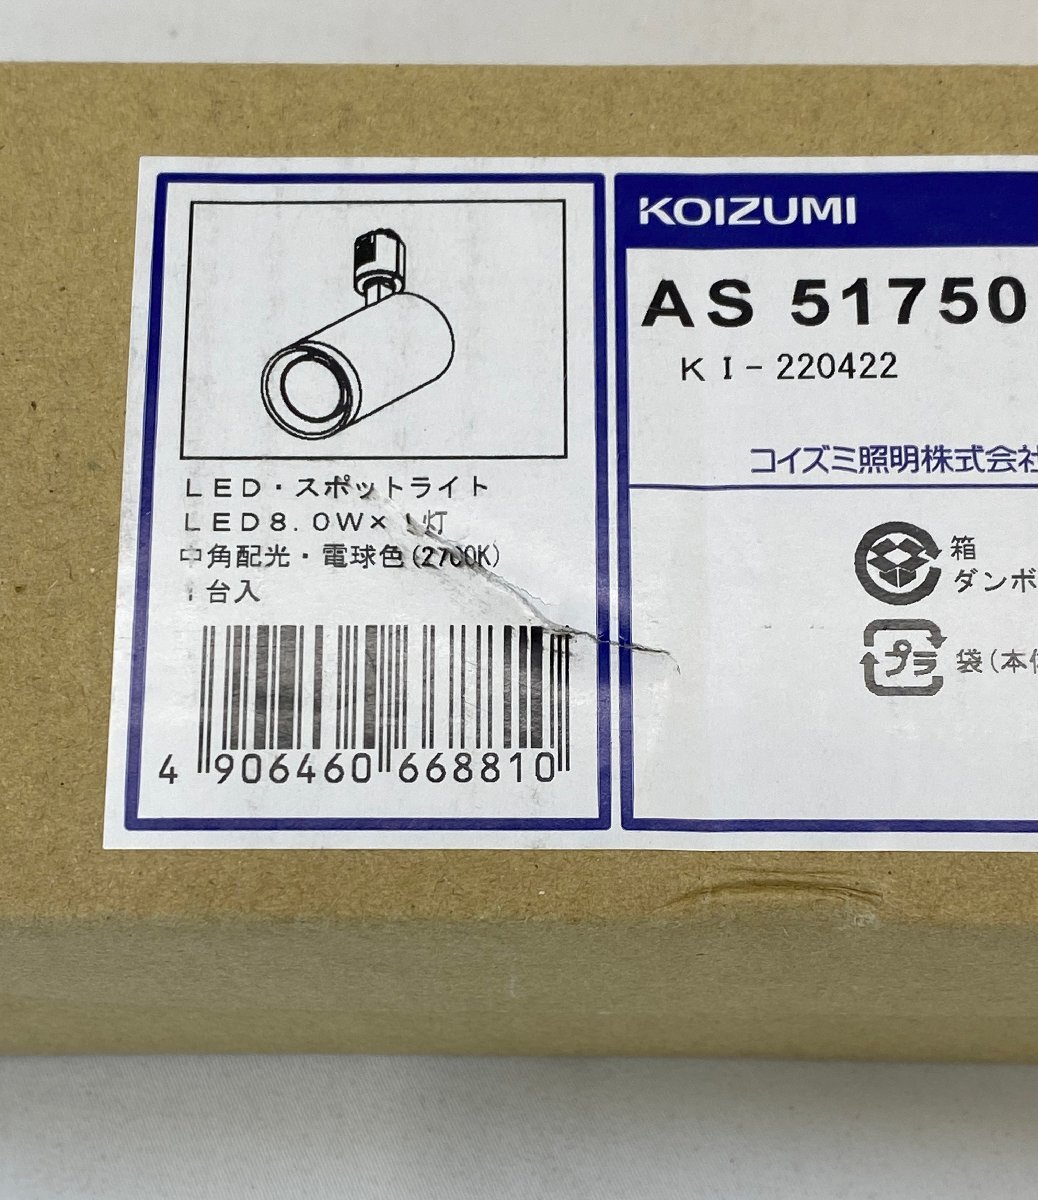 KOIZUMI
AS 51750
KI-220422
コイズミ照明株式会社
LED・スポットライト
LED8.0W×1灯
中角配光・電球色(2700K)
1台入
4 906460 668810
箱
ダンボ
プラ
袋(本体